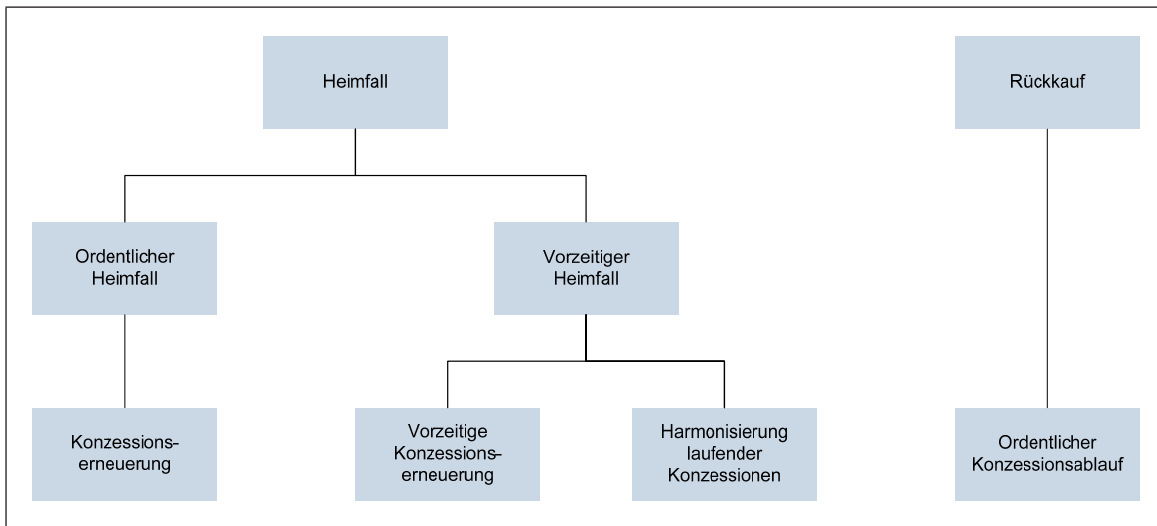 Heimfall
Rückkauf
Ordentlicher
Heimfall
Vorzeitiger
Heimfall
Konzessions-
erneuerung
Vorzeitige
Konzessions-
erneuerung
Harmonisierung
laufender
Konzessionen
Ordentlicher
Konzessionsablauf